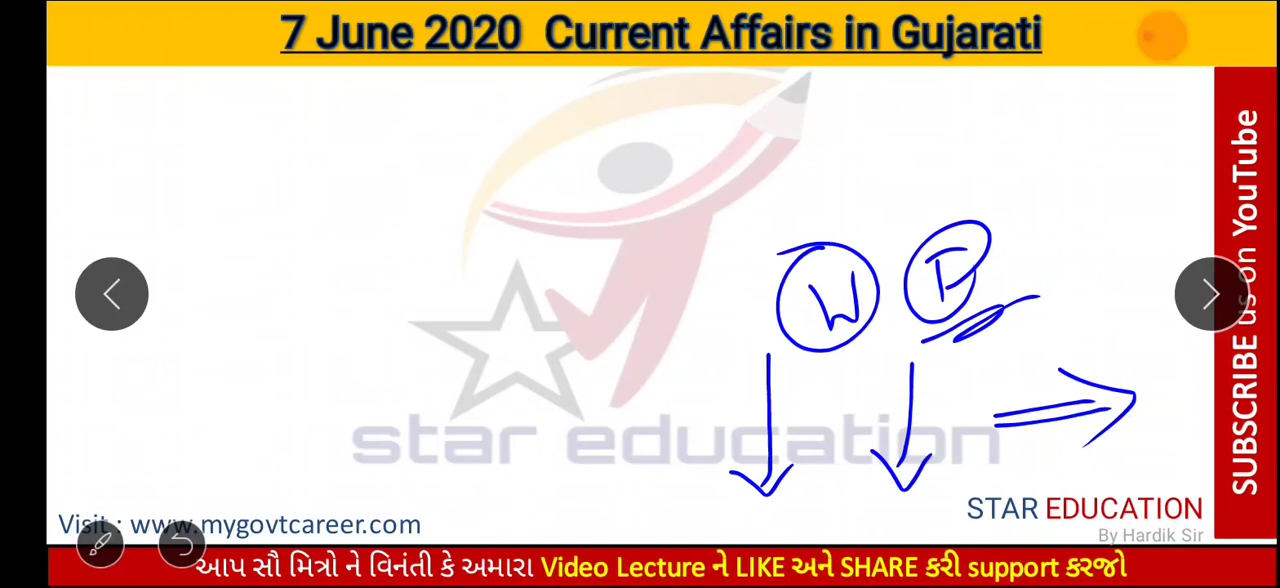 7 June 2020 Current Affairs in Gujarati
SUBSCRIBE us on YouTube
W P
star education
STAR EDUCATION
By Hardik Sir
Visit : www.mygovtcareer.com
આપ સૌ મિત્રો ને વિનંતી કે અમારા Video Lecture ને LIKE અને SHARE કરી support કરજો